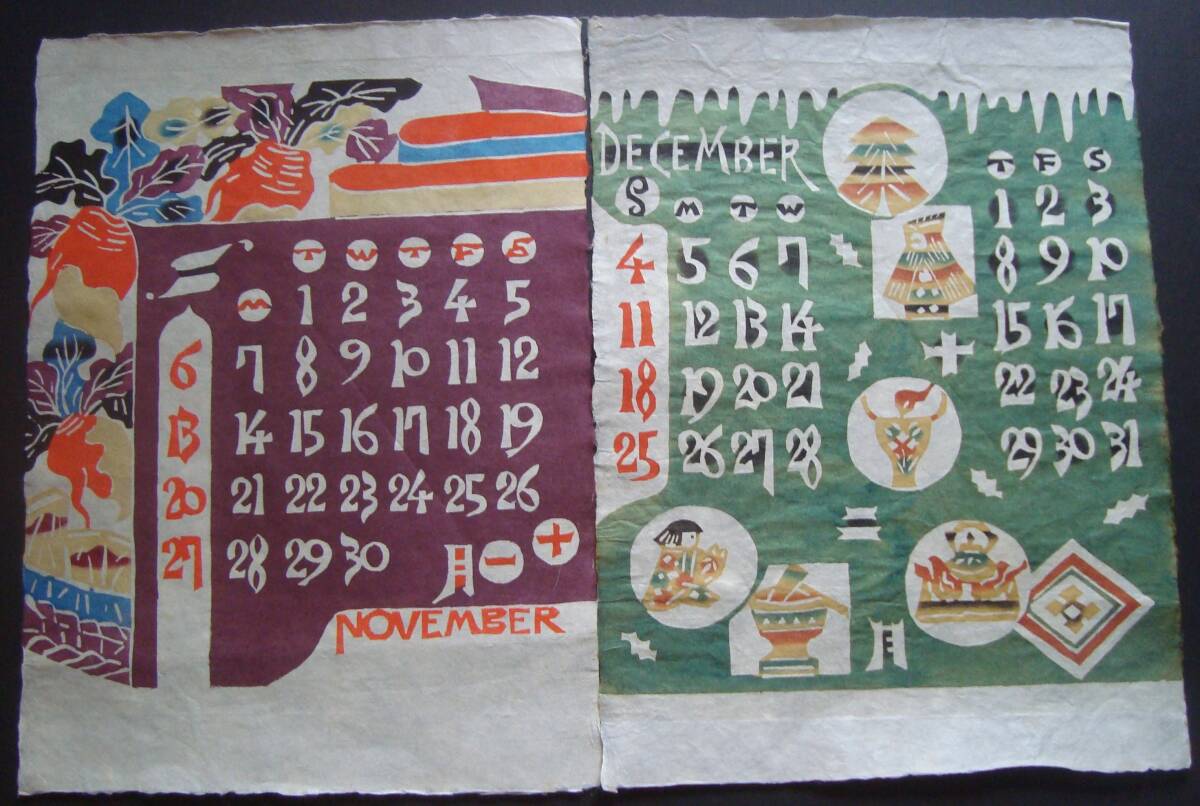 S T W T F S
M 1 2 3 4 5
6 7 8 9 10 11 12
13 14 15 16 17 18 19
20 21 22 23 24 25 26
27 28 29 30
十一月
NOVEMBER
DECEMBER
S M T W T F S
1 2 3
4 5 6 7 8 9 10
11 12 13 14 15 16 17
18 19 20 21 22 23 24
25 26 27 28 29 30 31
十
二
月